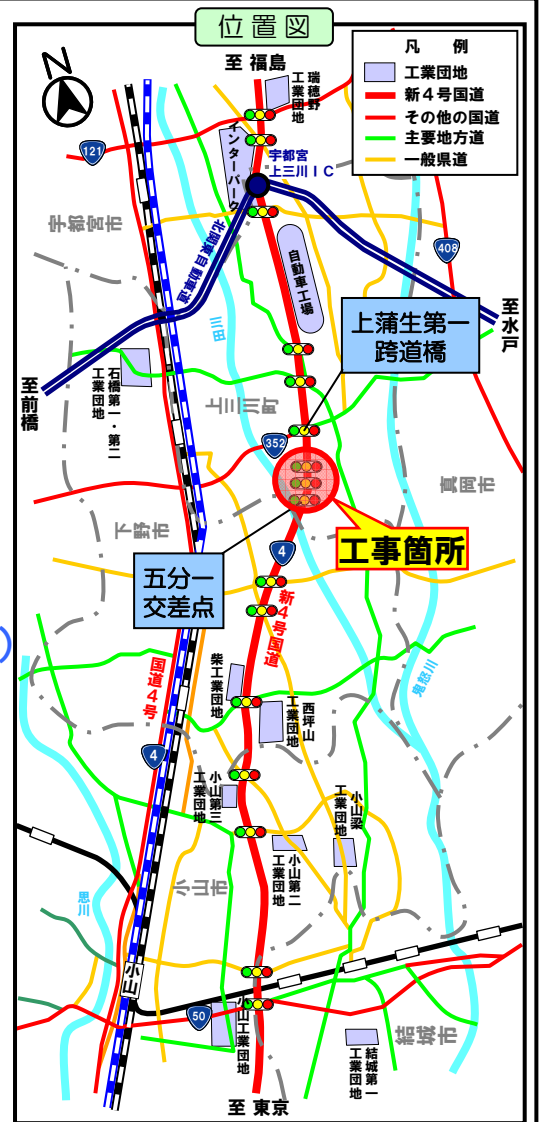 位置図
至 福島
凡 例
工業団地
新４号国道
その他の国道
主要地方道
一般県道
瑞穂野
工業団地
インターパーク
宇都宮
上三川ＩＣ
121
宇都宮市
北関東自動車道
408
自動車工場
田川
至水戸
上蒲生第一
跨道橋
至前橋
石橋第一・第二
工業団地
上三川町
352
真岡市
下野市
工事箇所
4
五分一
交差点
新４号国道
国道４号
柴工業団地
鬼怒川
西坪山
工業団地
4
小山第三
工業団地
小山梁
工業団地
小山第二
工業団地
小山市
思川
小山
50
小山工業団地
結城市
結城第一
工業団地
至 東京
N